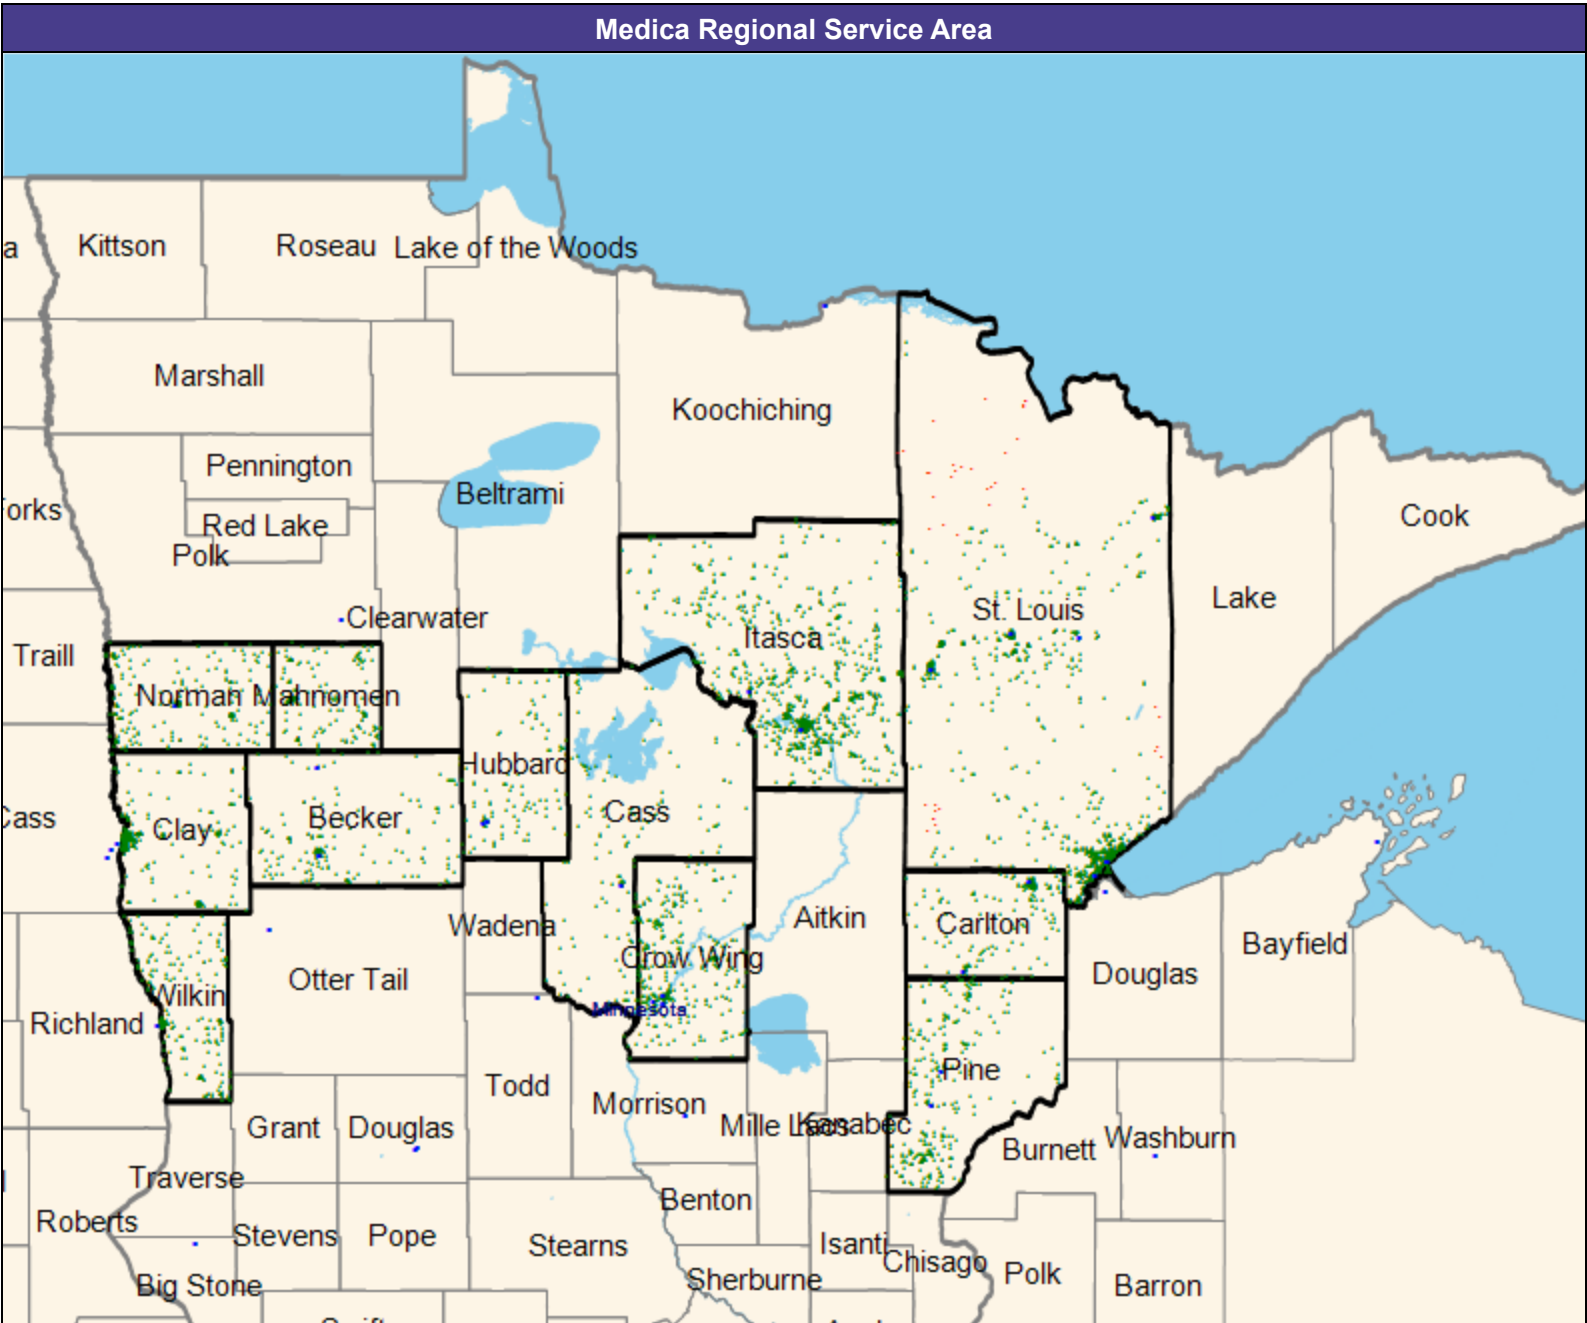 Medica Regional Service Area
a
Kittson
Roseau
Lake of the Woods
Marshall
Koochiching
Pennington
Beltrami
Forks
Red Lake
Cook
Polk
Lake
St. Louis
Clearwater
Itasca
Traill
Norman
Mahnomen
Hubbard
Cass
Cass
Becker
Clay
Aitkin
Carlton
Wadena
Bayfield
Crow Wing
Douglas
Otter Tail
Wilkin
Minnesota
Richland
Pine
Todd
Morrison
Mille Lacs
Kanabec
Grant
Douglas
Washburn
Burnett
Traverse
Benton
Roberts
Stevens
Pope
Stearns
Isanti
Chisago
Polk
Sherburne
Barron
Big Stone